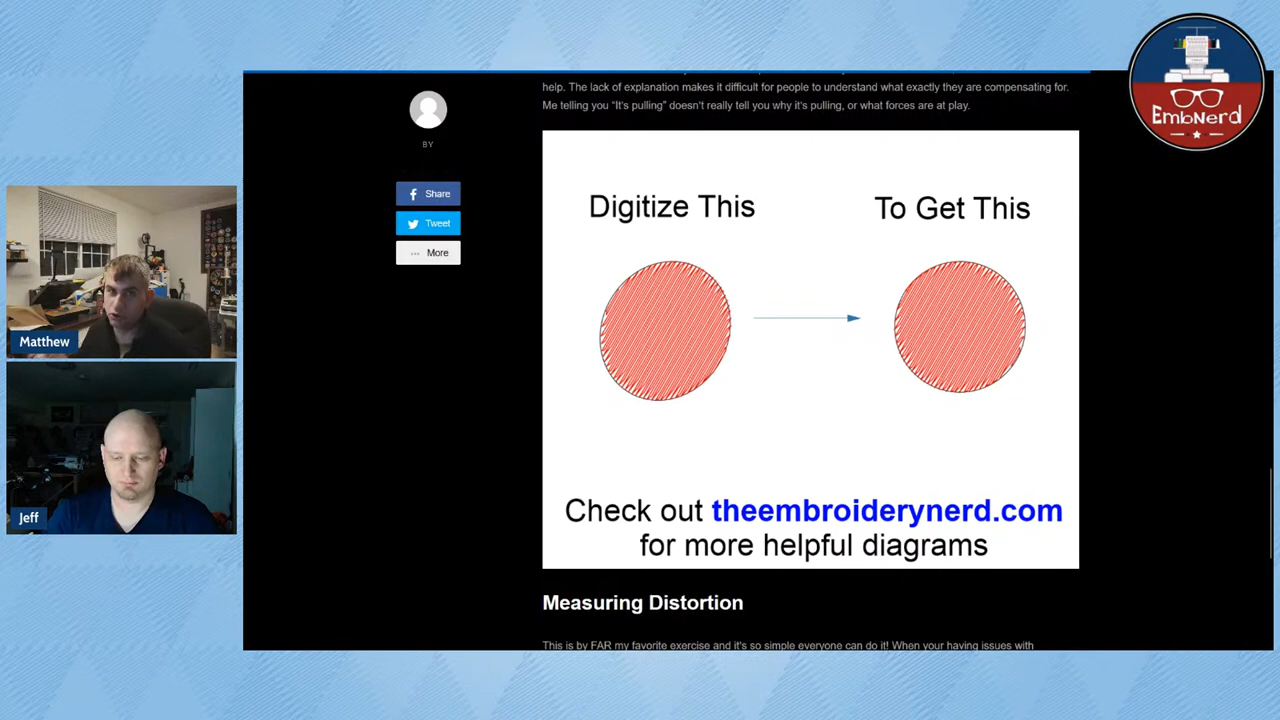 help. The lack of explanation makes it difficult for people to understand what exactly they are compensating for.
Me telling you “It’s pulling” doesn’t really tell you why it’s pulling, or what forces are at play.
BY
Share
Tweet
More
Digitize This
To Get This
Check out theembroiderynerd.com
for more helpful diagrams
Measuring Distortion
This is by FAR my favorite exercise and it's so simple everyone can do it! When your having issues with
EmbNerd
Matthew
Jeff